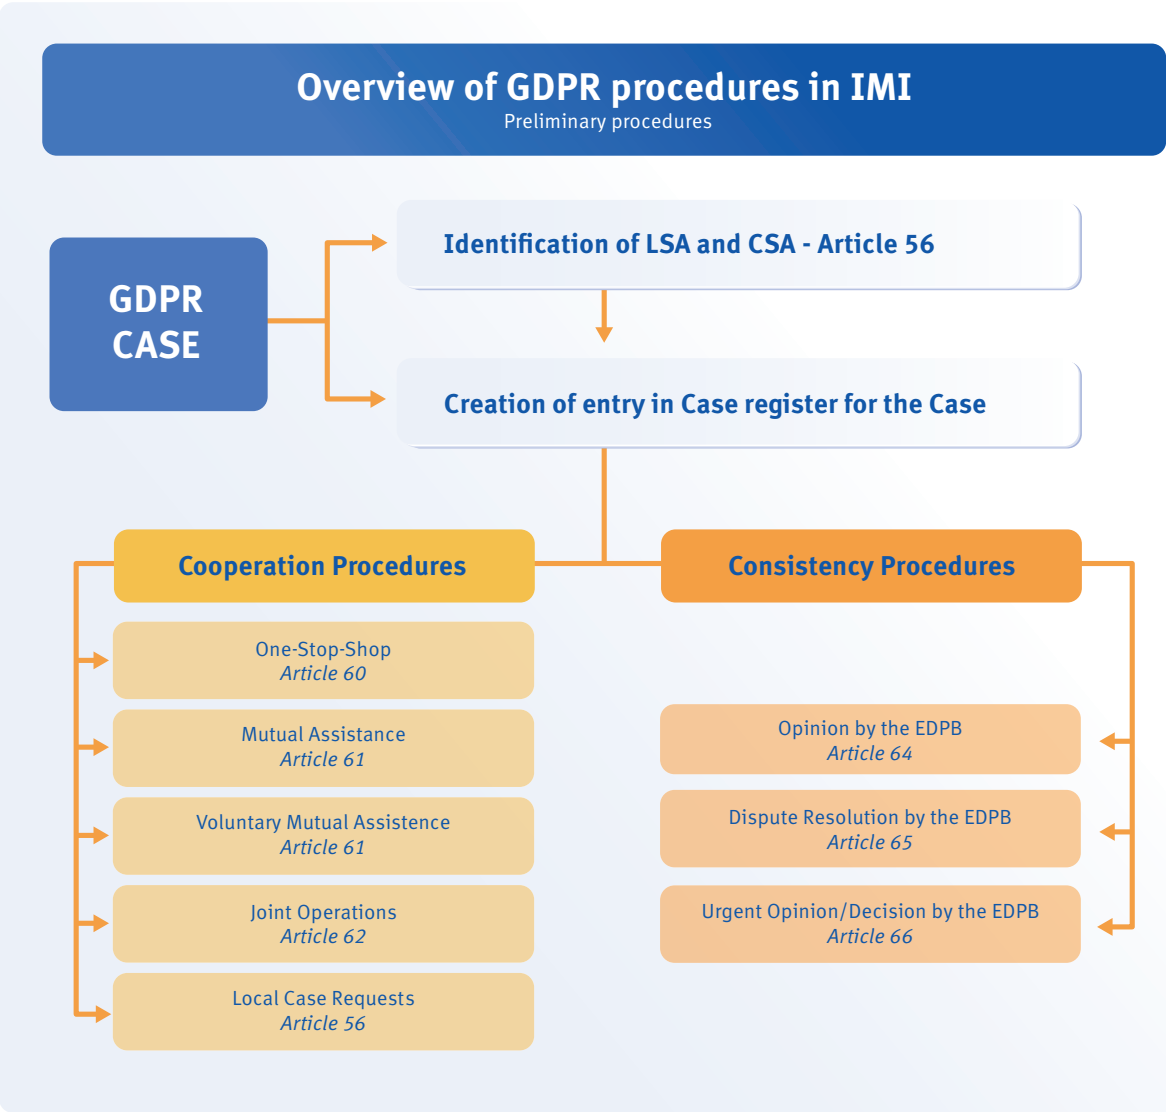 Overview of GDPR procedures in IMI
Preliminary procedures
GDPR
CASE
Identification of LSA and CSA - Article 56
Creation of entry in Case register for the Case
Cooperation Procedures
One-Stop-Shop
Article 60
Mutual Assistance
Article 61
Voluntary Mutual Assistence
Article 61
Joint Operations
Article 62
Local Case Requests
Article 56
Consistency Procedures
Opinion by the EDPB
Article 64
Dispute Resolution by the EDPB
Article 65
Urgent Opinion/Decision by the EDPB
Article 66